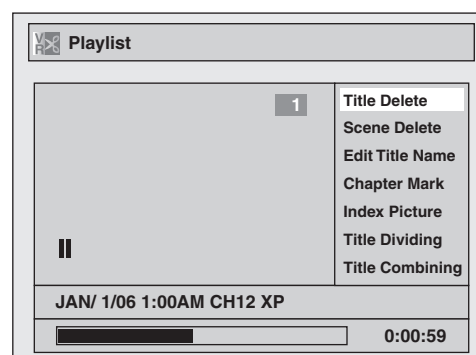 VR Playlist
1
Title Delete
Scene Delete
Edit Title Name
Chapter Mark
Index Picture
Title Dividing
Title Combining
JAN/ 1/06 1:00AM CH12 XP
0:00:59